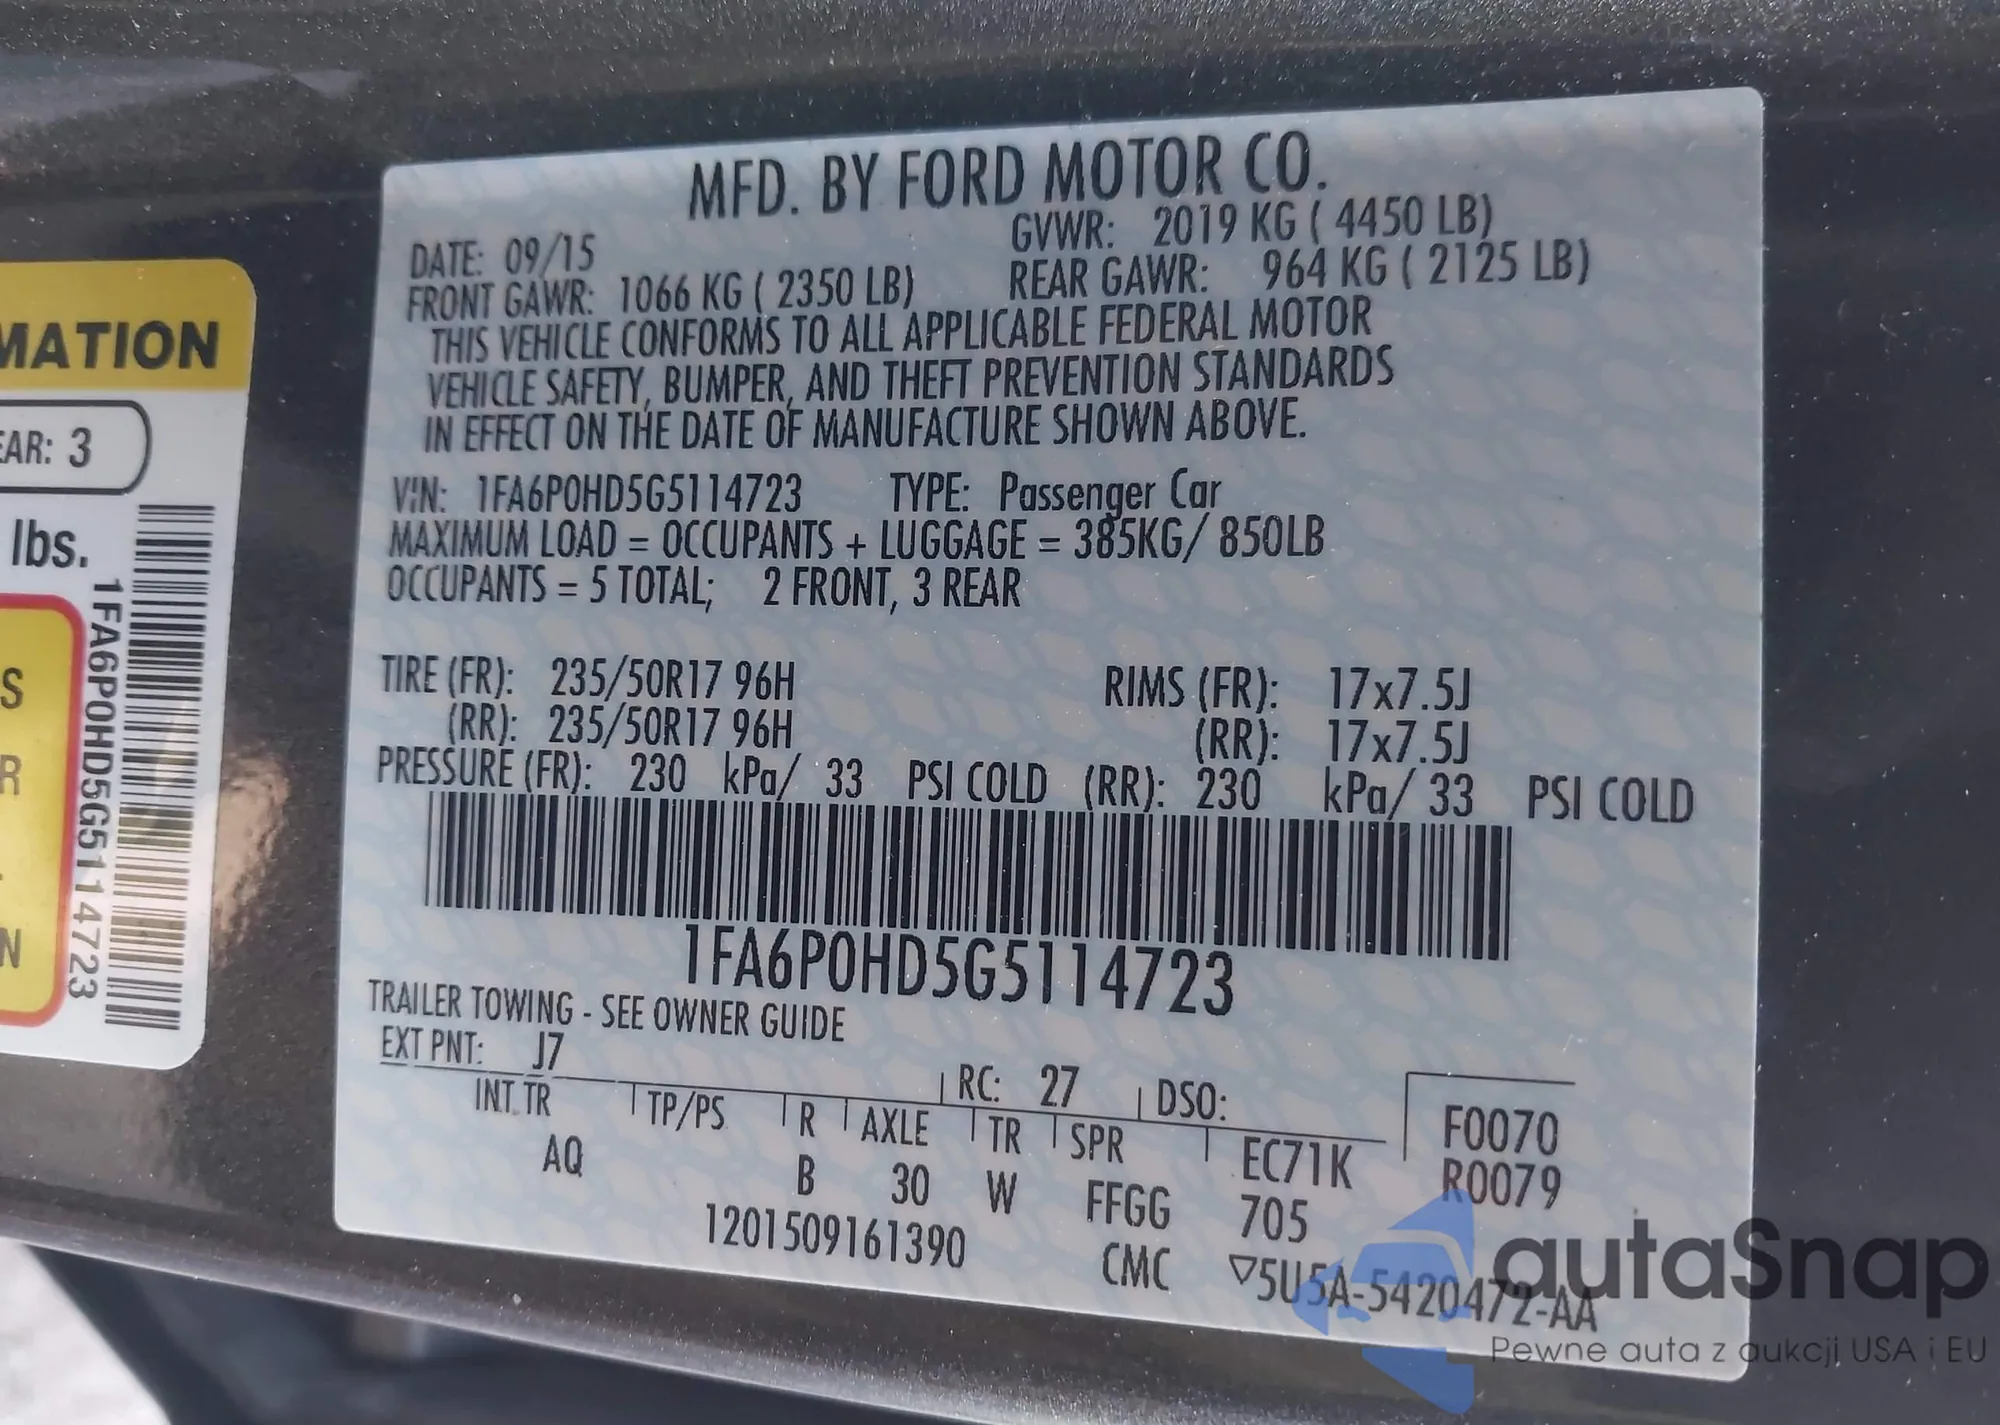 MATION
EAR: 3
lbs.
S
R
N
1FA6P0HD5G5114723
MFD. BY FORD MOTOR CO.
DATE: 09/15 GVWR: 2019 KG ( 4450 LB)
FRONT GAWR: 1066 KG ( 2350 LB) REAR GAWR: 964 KG ( 2125 LB)
THIS VEHICLE CONFORMS TO ALL APPLICABLE FEDERAL MOTOR
VEHICLE SAFETY, BUMPER, AND THEFT PREVENTION STANDARDS
IN EFFECT ON THE DATE OF MANUFACTURE SHOWN ABOVE.
VIN: 1FA6P0HD5G5114723 TYPE: Passenger Car
MAXIMUM LOAD = OCCUPANTS + LUGGAGE = 385KG/ 850LB
OCCUPANTS = 5 TOTAL; 2 FRONT, 3 REAR
TIRE (FR): 235/50R17 96H RIMS (FR): 17x7.5J
(RR): 235/50R17 96H (RR): 17x7.5J
PRESSURE (FR): 230 kPa/ 33 PSI COLD (RR): 230 kPa/ 33 PSI COLD
1FA6P0HD5G5114723
TRAILER TOWING - SEE OWNER GUIDE
EXT PNT: J7 RC: 27 DSO: F0070
INT TR TP/PS R AXLE TR SPR EC71K R0079
AQ B 30 W FFGG 705
1201509161390 CMC ▽5U5A-5420472-AA
autaSnap
Pewne auta z aukcji USA i EU